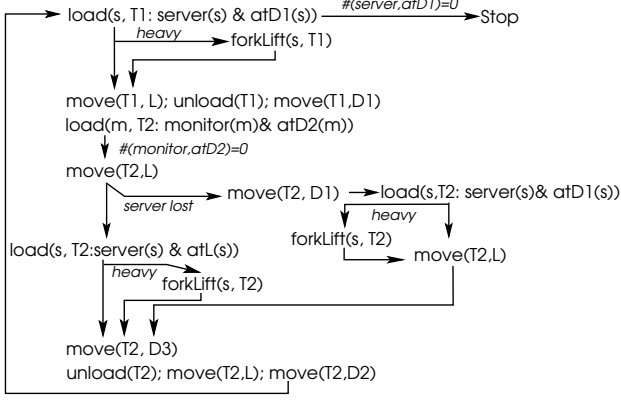 #(server,atD1)=0
load(s, T1: server(s) & atD1(s))
Stop
heavy
forkLift(s, T1)
move(T1, L); unload(T1); move(T1,D1)
load(m, T2: monitor(m)& atD2(m))
#(monitor,atD2)=0
move(T2,L)
server lost
move(T2, D1)
load(s,T2: server(s)& atD1(s))
heavy
forkLift(s, T2)
move(T2,L)
load(s, T2:server(s) & atL(s))
heavy
forkLift(s, T2)
move(T2, D3)
unload(T2); move(T2,L); move(T2,D2)